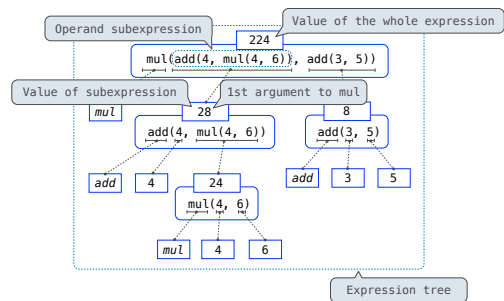 Operand subexpression
Value of the whole expression
224
mul(add(4, mul(4, 6)), add(3, 5))
Value of subexpression
1st argument to mul
mul
28
8
add(4, mul(4, 6))
add(3, 5)
add
4
24
add
3
5
mul(4, 6)
mul
4
6
Expression tree